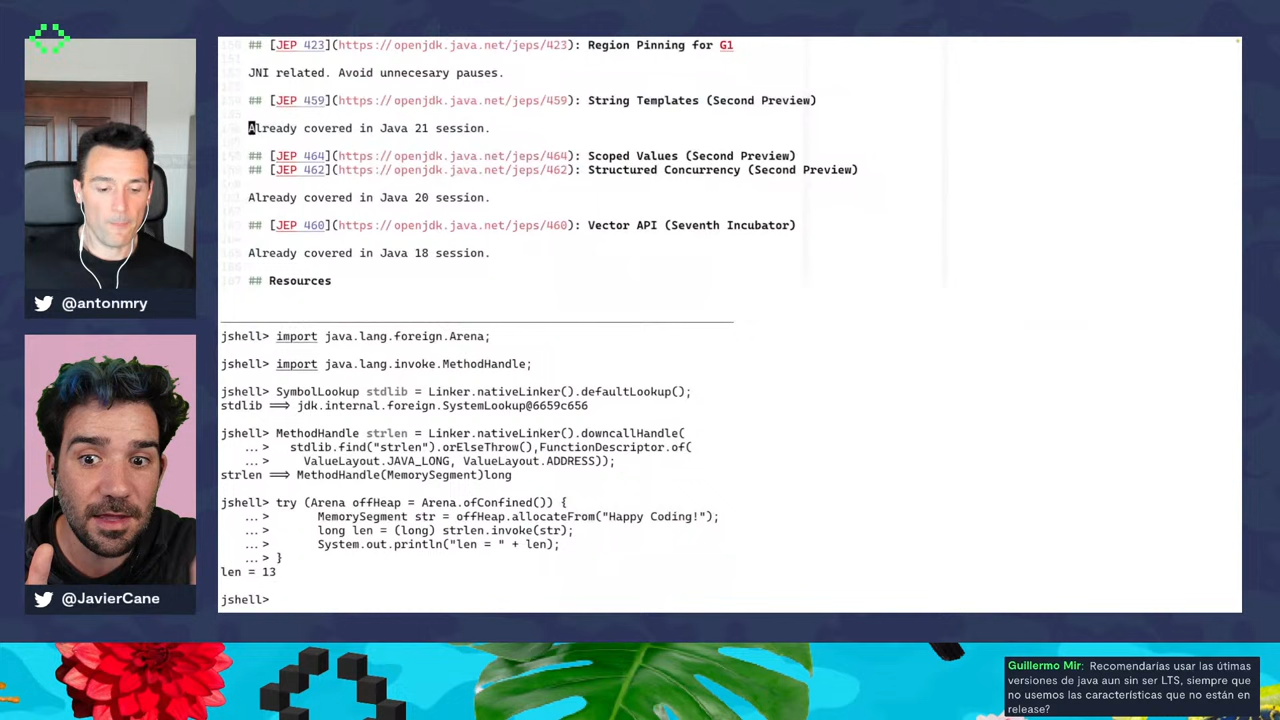 ## [JEP 423](https://openjdk.java.net/jeps/423): Region Pinning for G1
JNI related. Avoid unnecesary pauses.
## [JEP 459](https://openjdk.java.net/jeps/459): String Templates (Second Preview)
Already covered in Java 21 session.
## [JEP 464](https://openjdk.java.net/jeps/464): Scoped Values (Second Preview)
## [JEP 462](https://openjdk.java.net/jeps/462): Structured Concurrency (Second Preview)
Already covered in Java 20 session.
## [JEP 460](https://openjdk.java.net/jeps/460): Vector API (Seventh Incubator)
Already covered in Java 18 session.
## Resources
@antonmry
jshell> import java.lang.foreign.Arena;
jshell> import java.lang.invoke.MethodHandle;
jshell> SymbolLookup stdlib = Linker.nativeLinker().defaultLookup();
stdlib ==> jdk.internal.foreign.SystemLookup@6659c656
jshell> MethodHandle strlen = Linker.nativeLinker().downcallHandle(
...> stdlib.find("strlen").orElseThrow(),FunctionDescriptor.of(
...> ValueLayout.JAVA_LONG, ValueLayout.ADDRESS));
strlen ==> MethodHandle(MemorySegment)long
jshell> try (Arena offHeap = Arena.ofConfined()) {
...> MemorySegment str = offHeap.allocateFrom("Happy Coding!");
...> long len = (long) strlen.invoke(str);
...> System.out.println("len = " + len);
...> }
len = 13
jshell>
@JavierCane
Guillermo Mir: Recomendarías usar las útimas
versiones de java aun sin ser LTS, siempre que
no usemos las características que no están en
release?